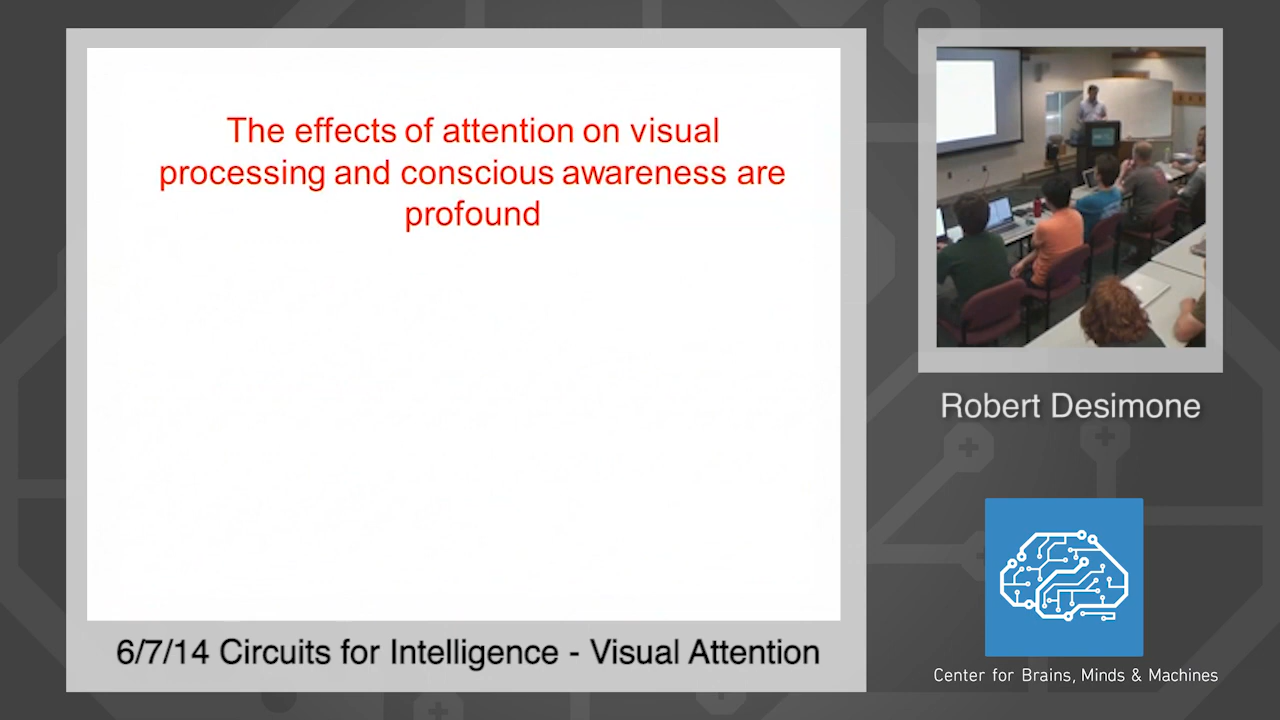 The effects of attention on visual
processing and conscious awareness are
profound
6/7/14 Circuits for Intelligence - Visual Attention
Robert Desimone
Center for Brains, Minds & Machines